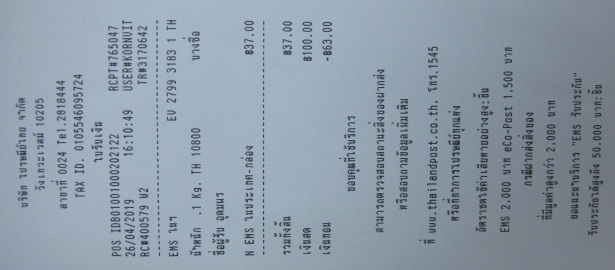 บริษัท ไปรษณีย์ไทย จำกัด
วังเทวะเวสม์ 10205
สาขาที่ 0024 Tel.2818444
TAX ID. 0105546095724
ใบรับเงิน
POS ID B010010002021 22 RCPT#765047
26/04/2019 16:10:49 USER#KORNVIT
RC#400579 W2 TR#3170642
EMS ในฯ EU 2799 3183 1 TH
น้ำหนัก .1 Kg. TH 10800 บางซื่อ
ชื่อผู้รับ อุดมพร
N EMS ในประเทศ-กล่อง ฿37.00
รวมทั้งสิ้น ฿37.00
เงินสด ฿100.00
เงินทอน -฿63.00
ขอบคุณที่ใช้บริการ
สามารถตรวจสอบสถานะสิ่งของฝากส่ง
หรือสอบถามข้อมูลเพิ่มเติม
ที่ www.thailandpost.co.th, โทร.1545
หรือที่ทำการไปรษณีย์ทุกแห่ง
อัตราชดใช้ค่าเสียหายอย่างสูง:ชิ้น
EMS 2,000 บาท eCo-Post 1,500 บาท
กรณีฝากส่งสิ่งของ
ที่มีมูลค่าสูงกว่า 2,000 บาท
ขอแนะนำบริการ "EMS รับประกัน"
รับประกันได้สูงถึง 50,000 บาท:ชิ้น